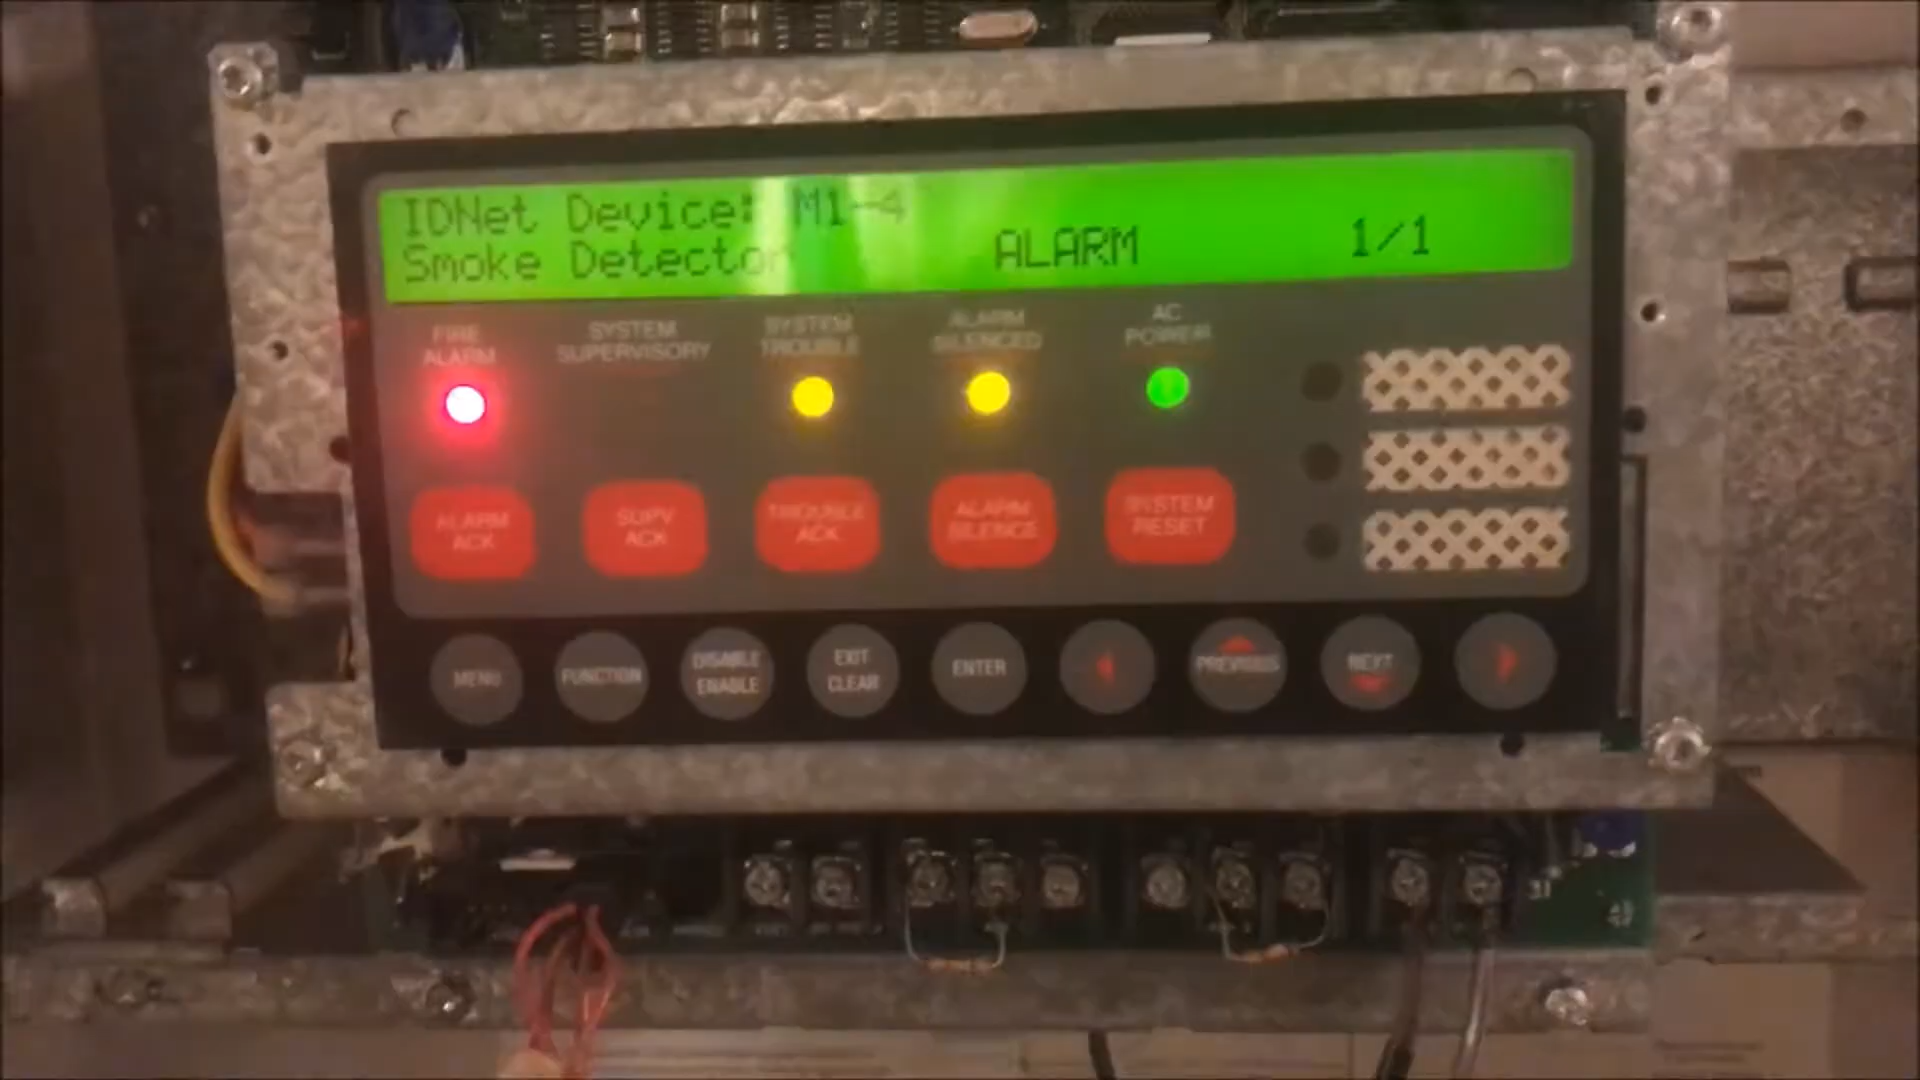 IDNet Device: M1-4
Smoke Detector ALARM 1/1
FIRE
ALARM
SYSTEM
SUPERVISORY
SYSTEM
TROUBLE
ALARM
SILENCED
AC
POWER
ALARM
ACK
SUPV
ACK
TROUBLE
ACK
ALARM
SILENCE
SYSTEM
RESET
MENU
FUNCTION
DISABLE
ENABLE
EXIT
CLEAR
ENTER
PREVIOUS
NEXT